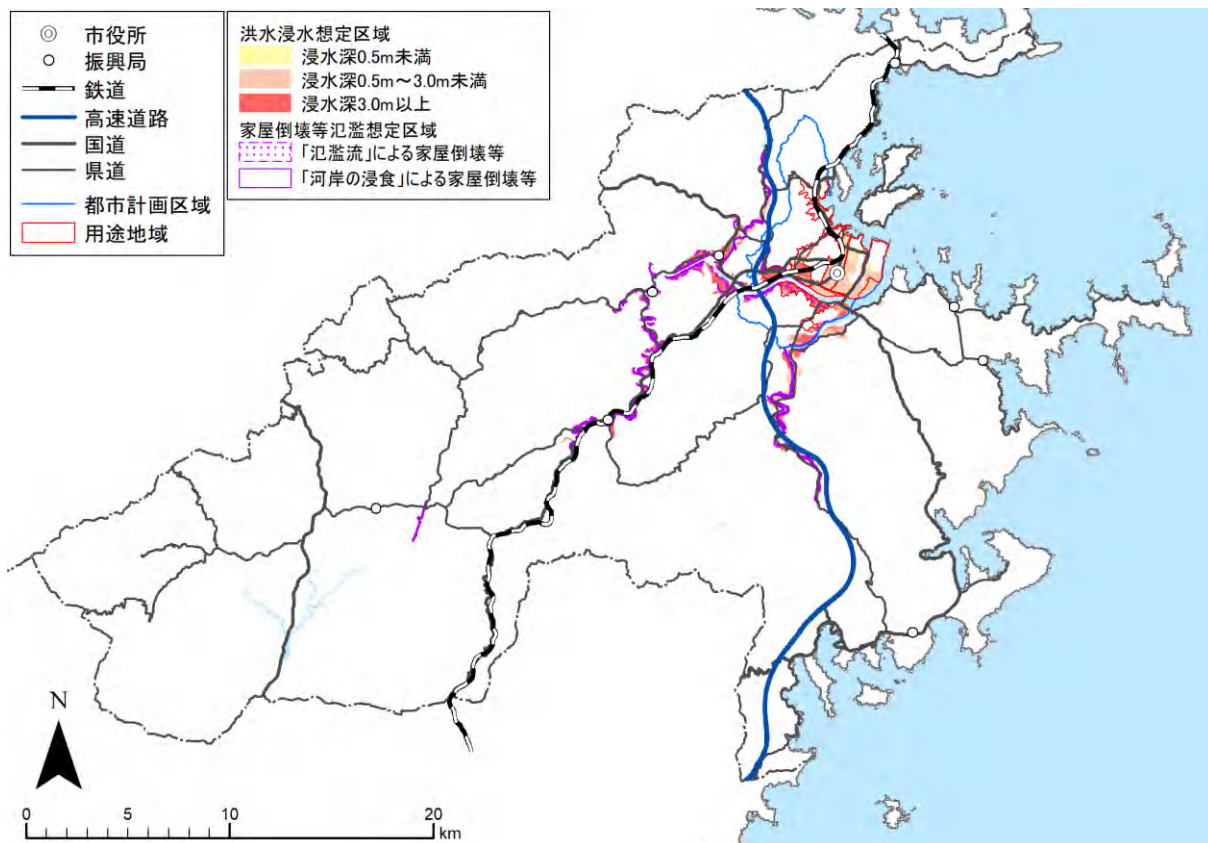 市役所
振興局
鉄道
高速道路
国道
県道
都市計画区域
用途地域
洪水浸水想定区域
浸水深0.5m未満
浸水深0.5m～3.0m未満
浸水深3.0m以上
家屋倒壊等氾濫想定区域
「氾濫流」による家屋倒壊等
「河岸の浸食」による家屋倒壊等
N
0 5 10 20
km